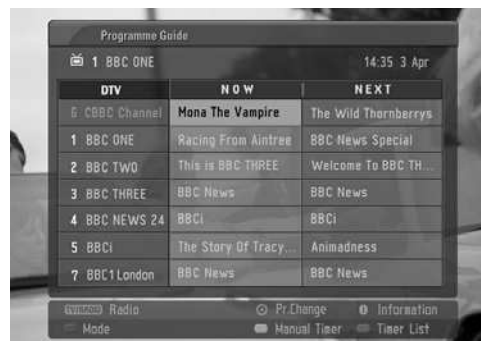 Programme Guide
1 BBC ONE 14:35 3 Apr
DTV NOW NEXT
6 CBBC Channel Mona The Vampire The Wild Thornberrys
1 BBC ONE Racing From Aintree BBC News Special
2 BBC TWO This is BBC THREE Welcome To BBC TH...
3 BBC THREE BBC News BBC News
4 BBC NEWS 24 BBCi BBCi
5 BBCi The Story Of Tracy... Animadness
7 BBC1 London BBC News BBC News
TV/RADIO Radio Pr.Change Information
Mode Manual Timer Timer List